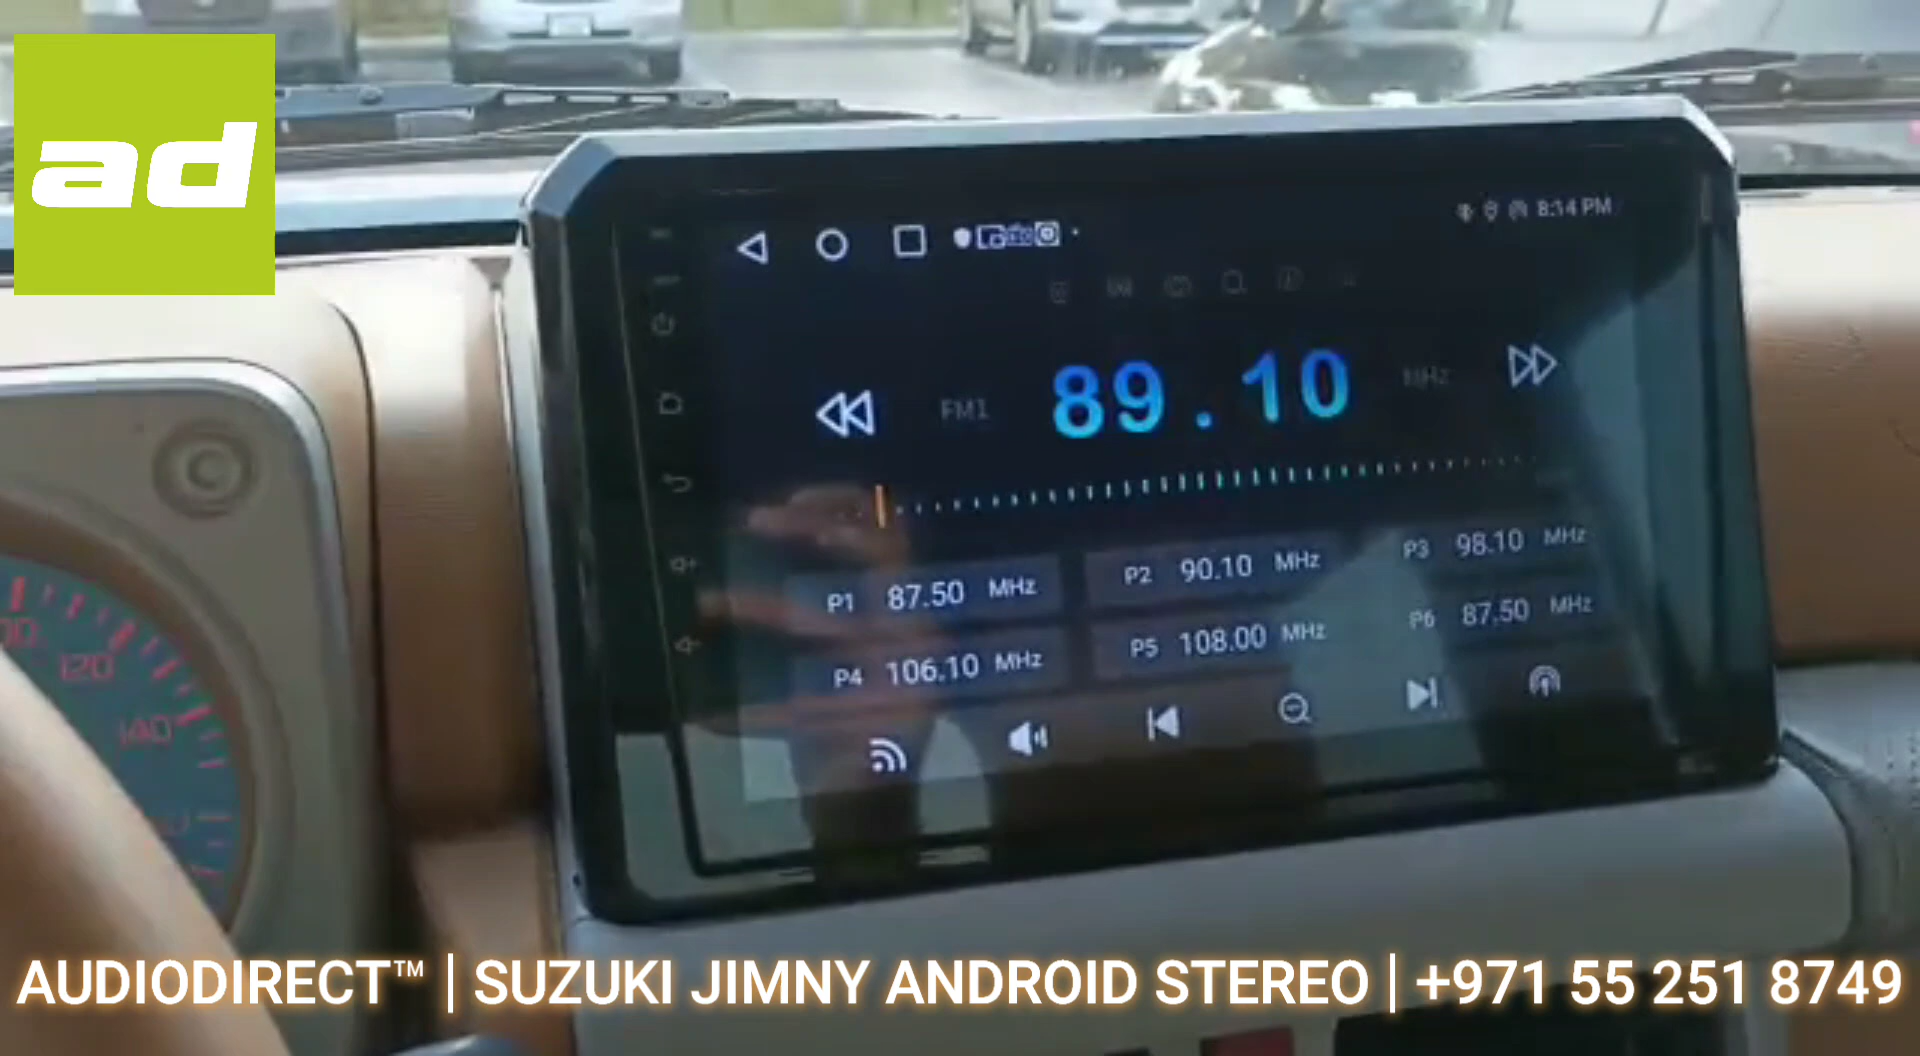 ad
8:14 PM
FM1 89.10 MHz
P1 87.50 MHz P2 90.10 MHz P3 98.10 MHz
P4 106.10 MHz P5 108.00 MHz P6 87.50 MHz
120
140
AUDIODIRECT™ | SUZUKI JIMNY ANDROID STEREO | +971 55 251 8749